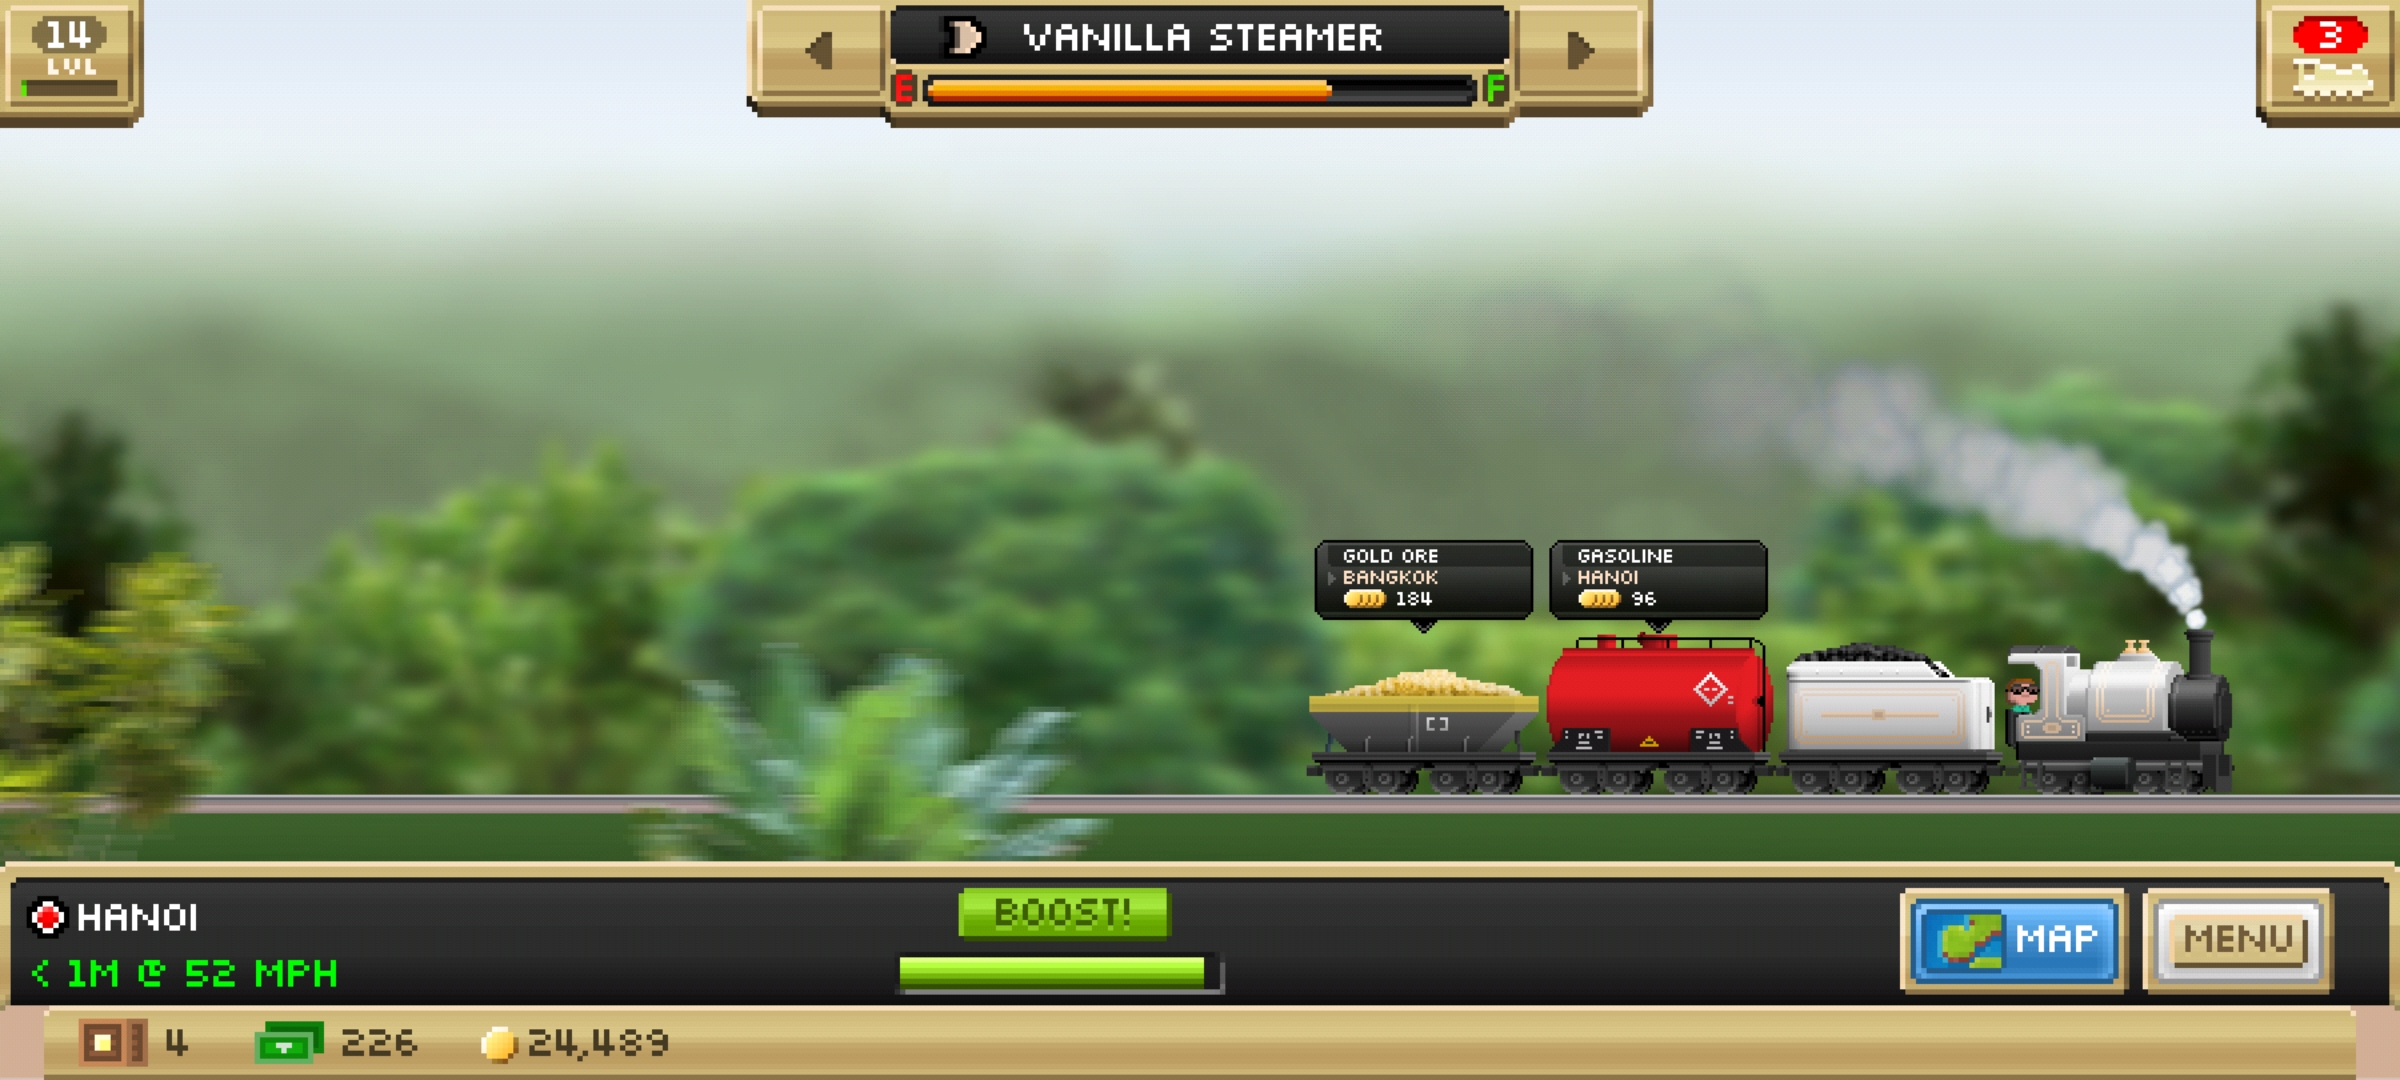 14
LVL
VANILLA STEAMER
E F
3
GOLD ORE
BANGKOK
184
GASOLINE
HANOI
96
HANOI
< 1M @ 52 MPH
BOOST!
MAP
MENU
4
226
24,489